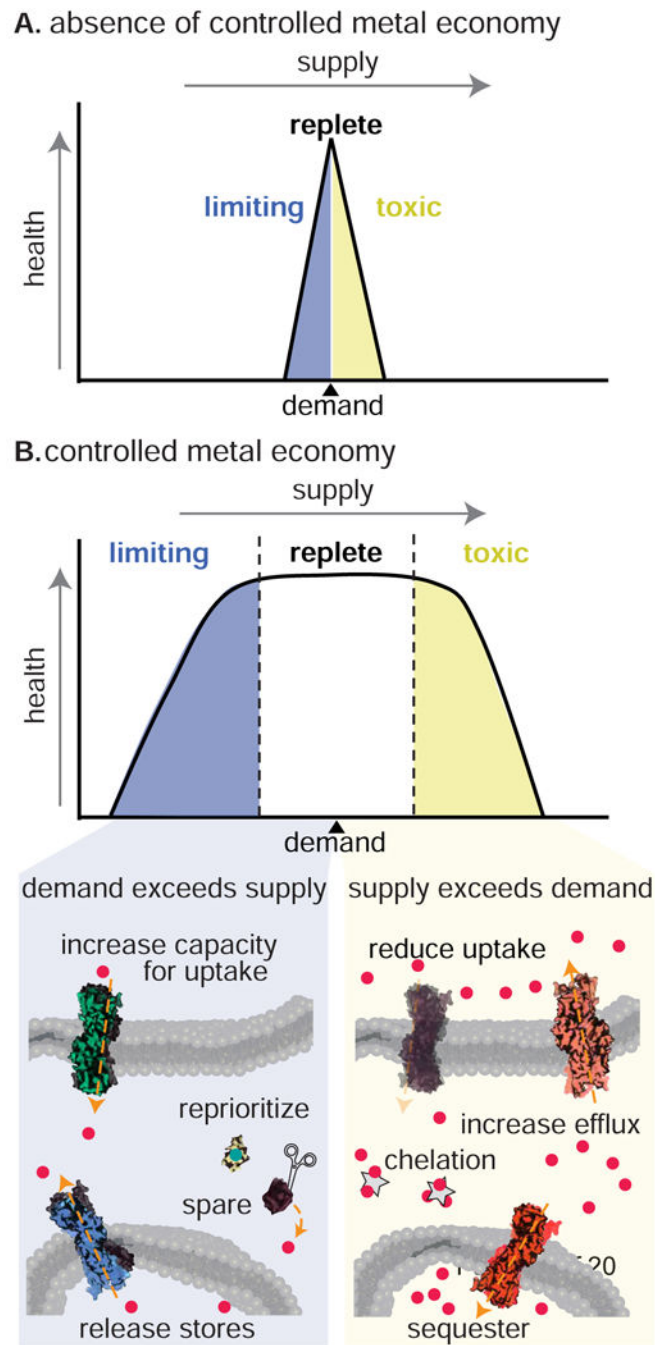 A. absence of controlled metal economy
supply
replete
limiting
toxic
health
demand
B. controlled metal economy
supply
limiting
replete
toxic
health
demand
demand exceeds supply
increase capacity
for uptake
reprioritize
spare
release stores
supply exceeds demand
reduce uptake
increase efflux
chelation
20
sequester